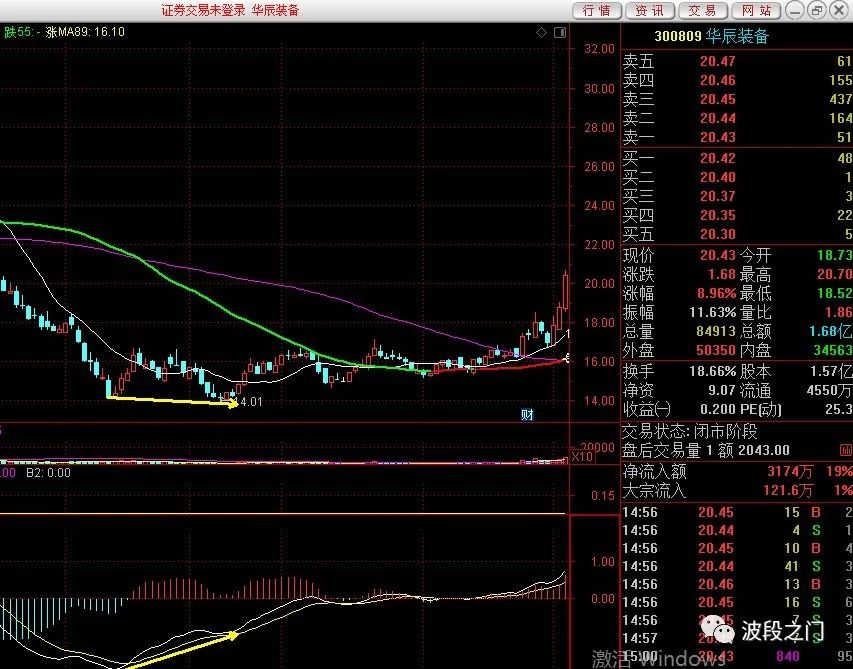 证券交易未登录 华辰装备 行情 资讯 交易 网站
跌55: - 涨MA89: 16.10
300809 华辰装备
32.00
30.00
28.00
26.00
24.00
22.00
20.00
18.00
16.00
14.00
4.01
财
20000
X10
.00 B2: 0.00
0.15
1.00
0.00
卖五 20.47 61
卖四 20.46 155
卖三 20.45 437
卖二 20.44 164
卖一 20.43 51
买一 20.42 48
买二 20.40 1
买三 20.37 3
买四 20.35 22
买五 20.30 5
现价 20.43 今开 18.73
涨跌 1.68 最高 20.70
涨幅 8.96% 最低 18.52
振幅 11.63% 量比 1.86
总量 84913 总额 1.68亿
外盘 50350 内盘 34563
换手 18.66% 股本 1.57亿
净资 9.07 流通 4550万
收益(一) 0.200 PE(动) 25.3
交易状态: 闭市阶段
盘后交易量 1 额 2043.00
净流入额 3174万 19%
大宗流入 121.6万 1%
14:56 20.45 15 B 2
14:56 20.44 4 S 1
14:56 20.45 10 B 4
14:56 20.44 41 S 3
14:56 20.46 13 B 3
14:56 20.45 16 S 6
14:56 20.45 7 S 3
14:57 20.4
15:00 20.43 840 95
波段之门
激活 Windows